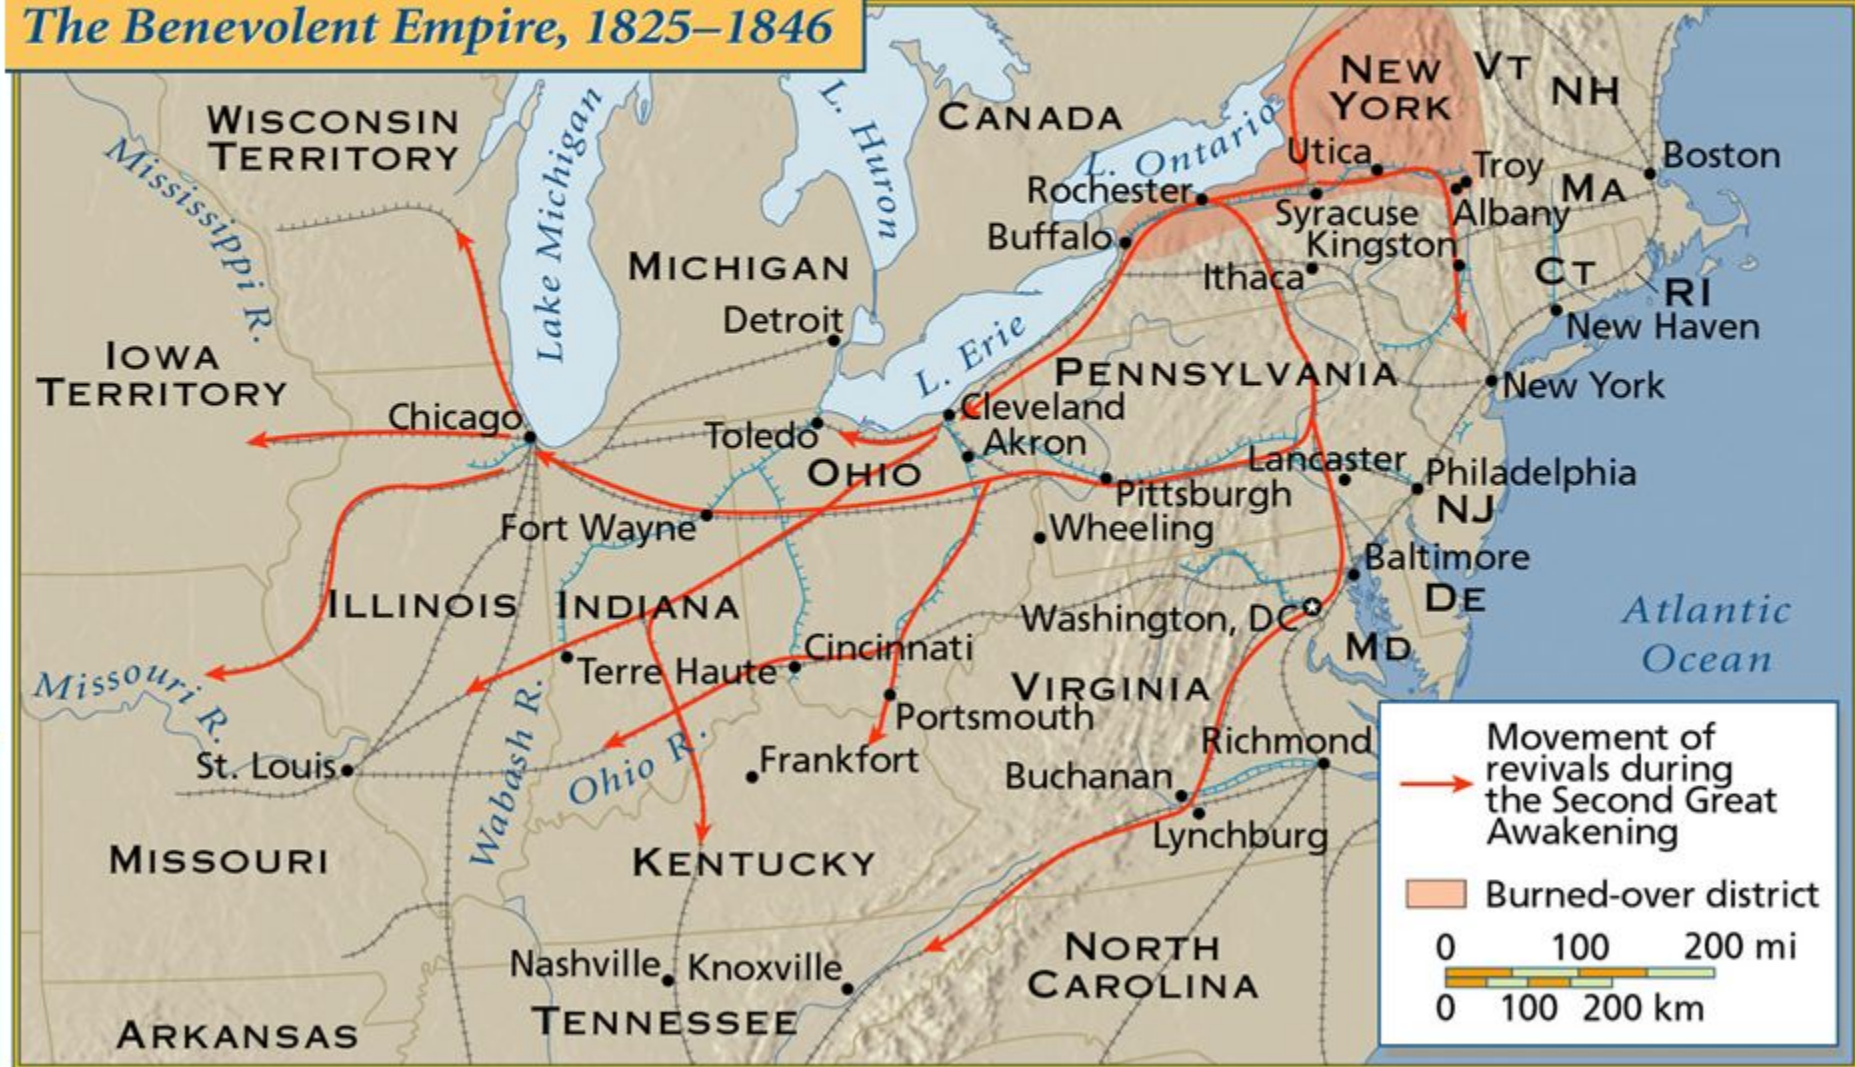 The Benevolent Empire, 1825–1846
WISCONSIN
TERRITORY
Mississippi R.
Lake Michigan
L. Huron
CANADA
L. Ontario
NEW
YORK
VT
NH
Utica
Troy
Boston
Rochester
MA
Syracuse
Albany
Buffalo
Kingston
MICHIGAN
Ithaca
CT
RI
Detroit
New Haven
L. Erie
IOWA
TERRITORY
PENNSYLVANIA
New York
Chicago
Cleveland
Toledo
Akron
OHIO
Lancaster
Philadelphia
Pittsburgh
NJ
Fort Wayne
Wheeling
Baltimore
ILLINOIS
INDIANA
DE
Washington, DC
Atlantic
Ocean
MD
Cincinnati
Terre Haute
Missouri R.
VIRGINIA
Portsmouth
Wabash R.
Ohio R.
Richmond
St. Louis
Frankfort
Buchanan
Lynchburg
MISSOURI
KENTUCKY
Nashville
Knoxville
NORTH
CAROLINA
TENNESSEE
ARKANSAS
Movement of
revivals during
the Second Great
Awakening
Burned-over district
0 100 200 mi
0 100 200 km